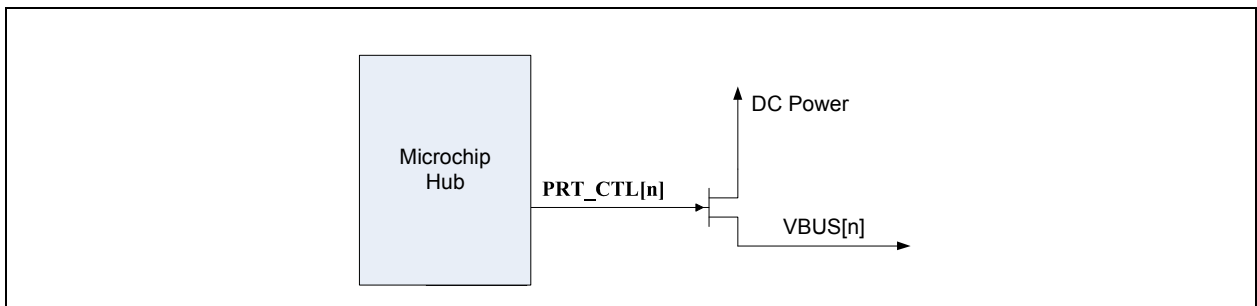 DC Power
Microchip
Hub
PRT_CTL[n]
VBUS[n]